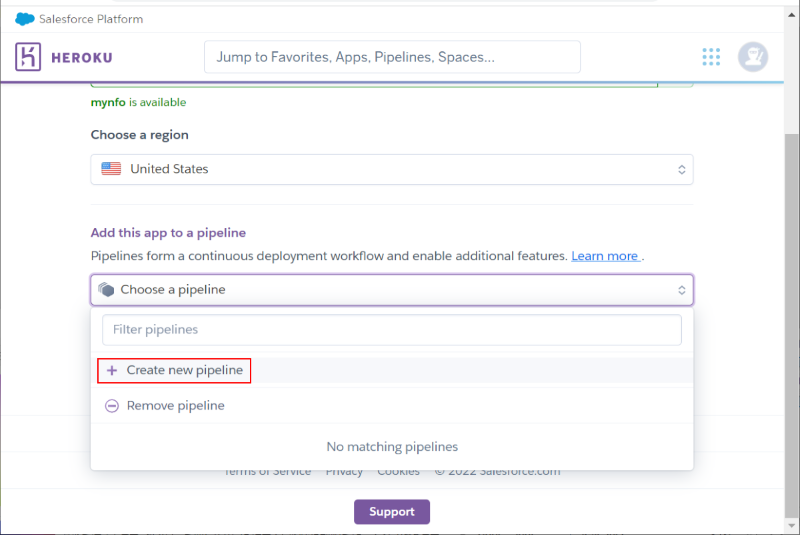 Salesforce Platform
HEROKU
Jump to Favorites, Apps, Pipelines, Spaces...
mynfo is available
Choose a region
United States
Add this app to a pipeline
Pipelines form a continuous deployment workflow and enable additional features. Learn more .
Choose a pipeline
Filter pipelines
Create new pipeline
Remove pipeline
No matching pipelines
Terms of Service Privacy Cookies © 2022 Salesforce.com
Support